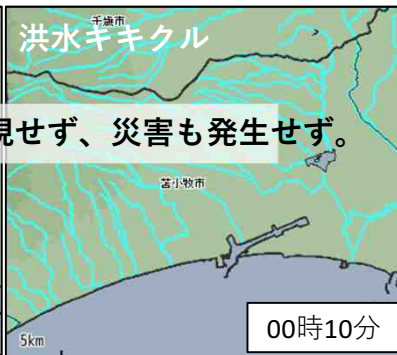 洪水キキクル
千歳市
現せず、災害も発生せず。
苫小牧市
5km
00時10分